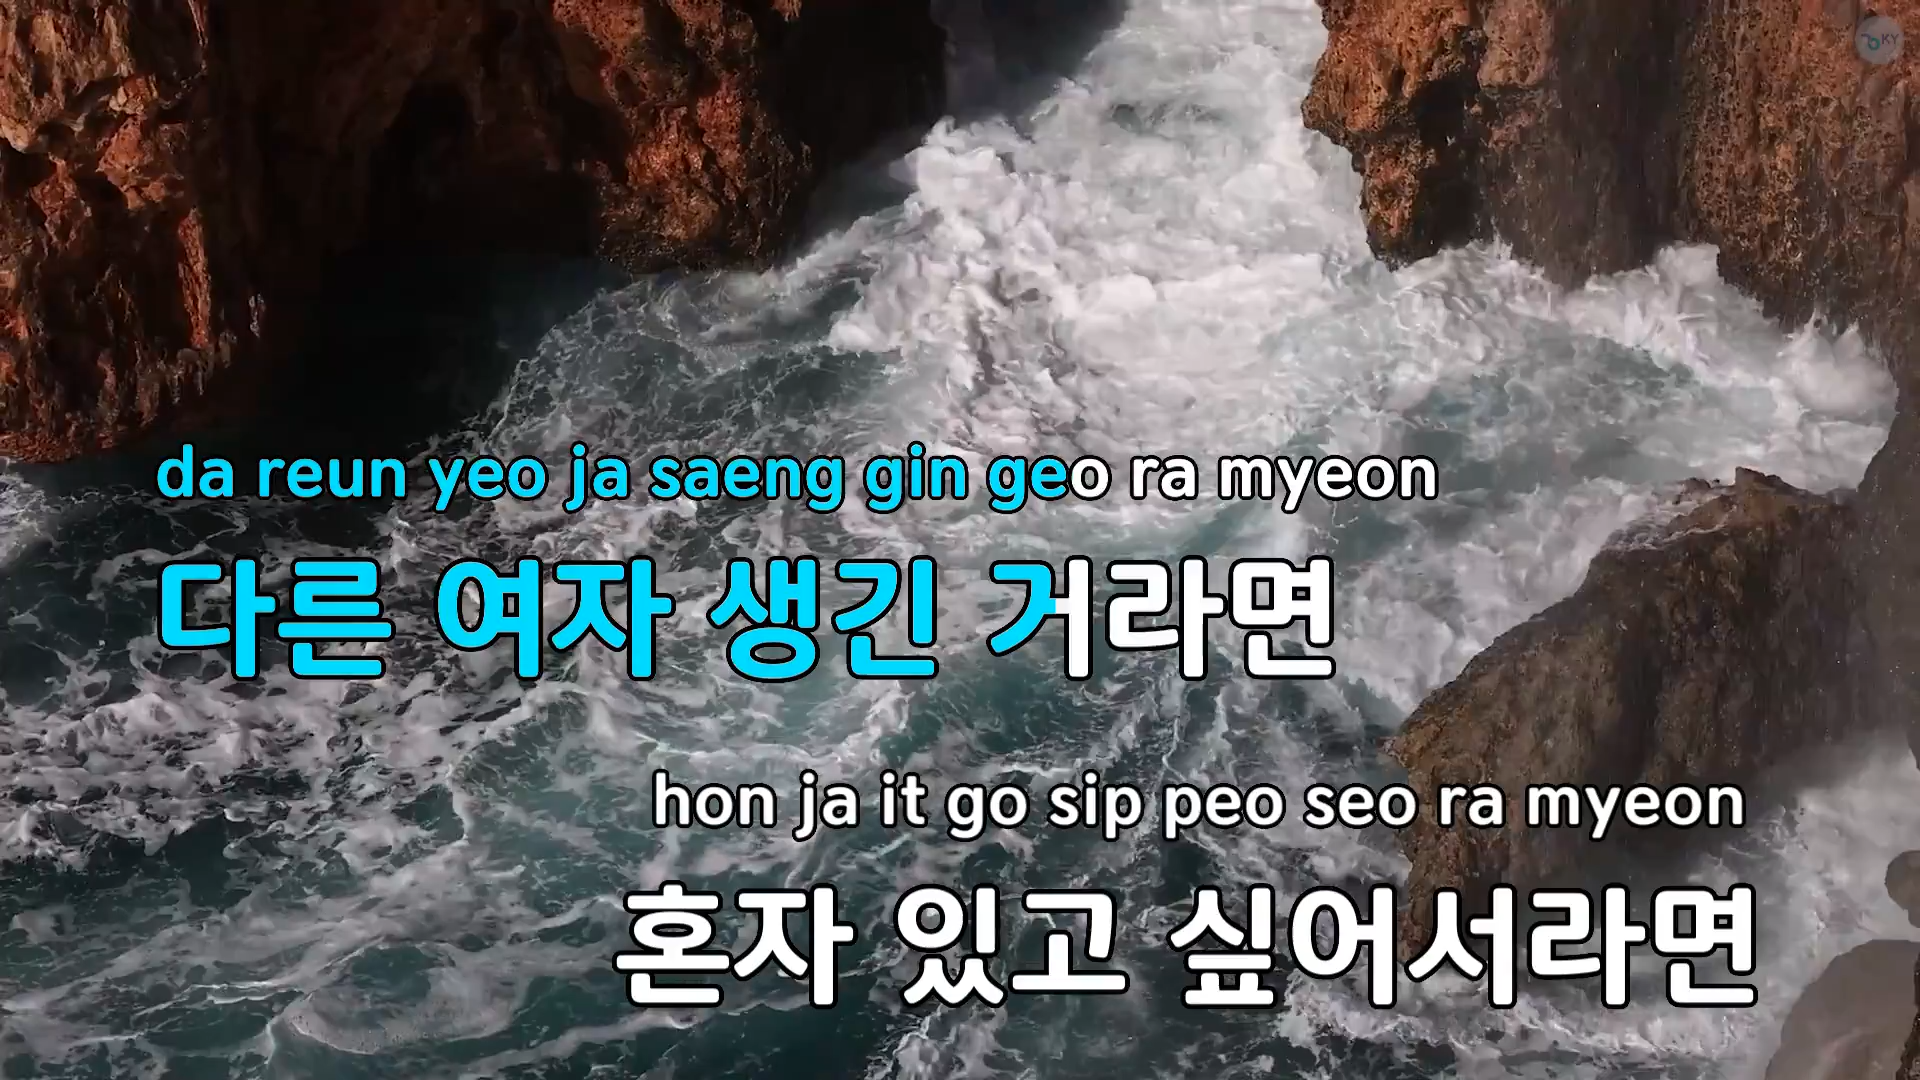 KY
da reun yeo ja saeng gin geo ra myeon
다른 여자 생긴 거라면
hon ja it go sip peo seo ra myeon
혼자 있고 싶어서라면